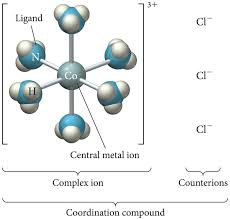 Ligand
3+
Cl⁻
N
Co
Cl⁻
H
Cl⁻
Central metal ion
Complex ion
Counterions
Coordination compound